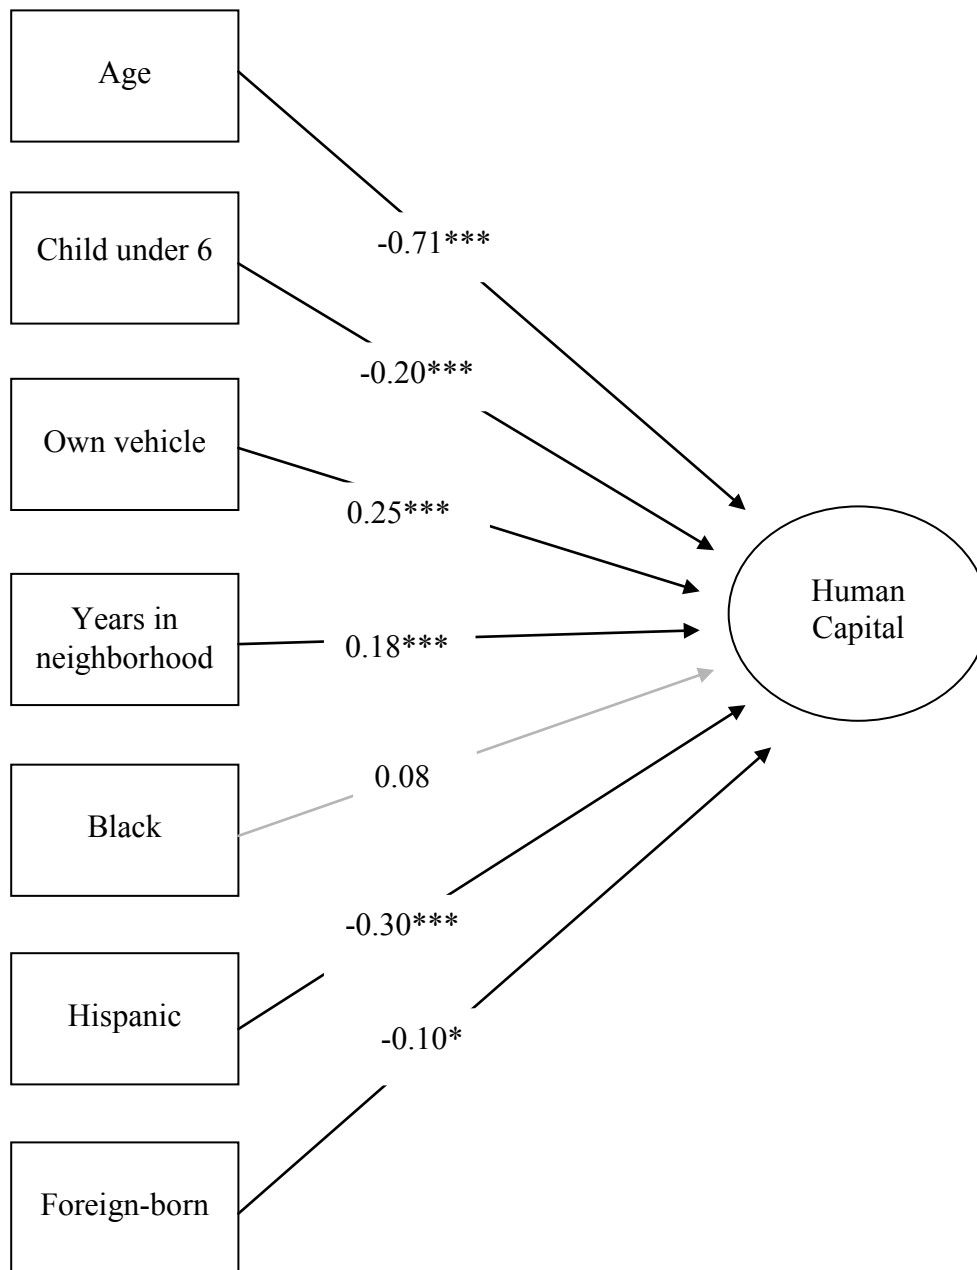 Age
-0.71***
Child under 6
-0.20***
Own vehicle
0.25***
Years in
neighborhood
0.18***
Human
Capital
Black
0.08
Hispanic
-0.30***
Foreign-born
-0.10*